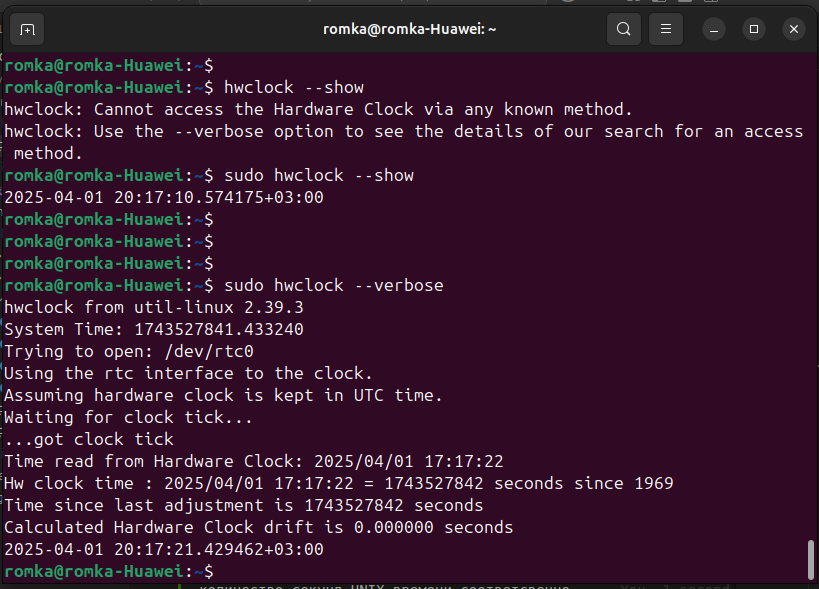 romka@romka-Huawei: ~
romka@romka-Huawei:~$
romka@romka-Huawei:~$ hwclock --show
hwclock: Cannot access the Hardware Clock via any known method.
hwclock: Use the --verbose option to see the details of our search for an access
 method.
romka@romka-Huawei:~$ sudo hwclock --show
2025-04-01 20:17:10.574175+03:00
romka@romka-Huawei:~$
romka@romka-Huawei:~$
romka@romka-Huawei:~$
romka@romka-Huawei:~$ sudo hwclock --verbose
hwclock from util-linux 2.39.3
System Time: 1743527841.433240
Trying to open: /dev/rtc0
Using the rtc interface to the clock.
Assuming hardware clock is kept in UTC time.
Waiting for clock tick...
...got clock tick
Time read from Hardware Clock: 2025/04/01 17:17:22
Hw clock time : 2025/04/01 17:17:22 = 1743527842 seconds since 1969
Time since last adjustment is 1743527842 seconds
Calculated Hardware Clock drift is 0.000000 seconds
2025-04-01 20:17:21.429462+03:00
romka@romka-Huawei:~$